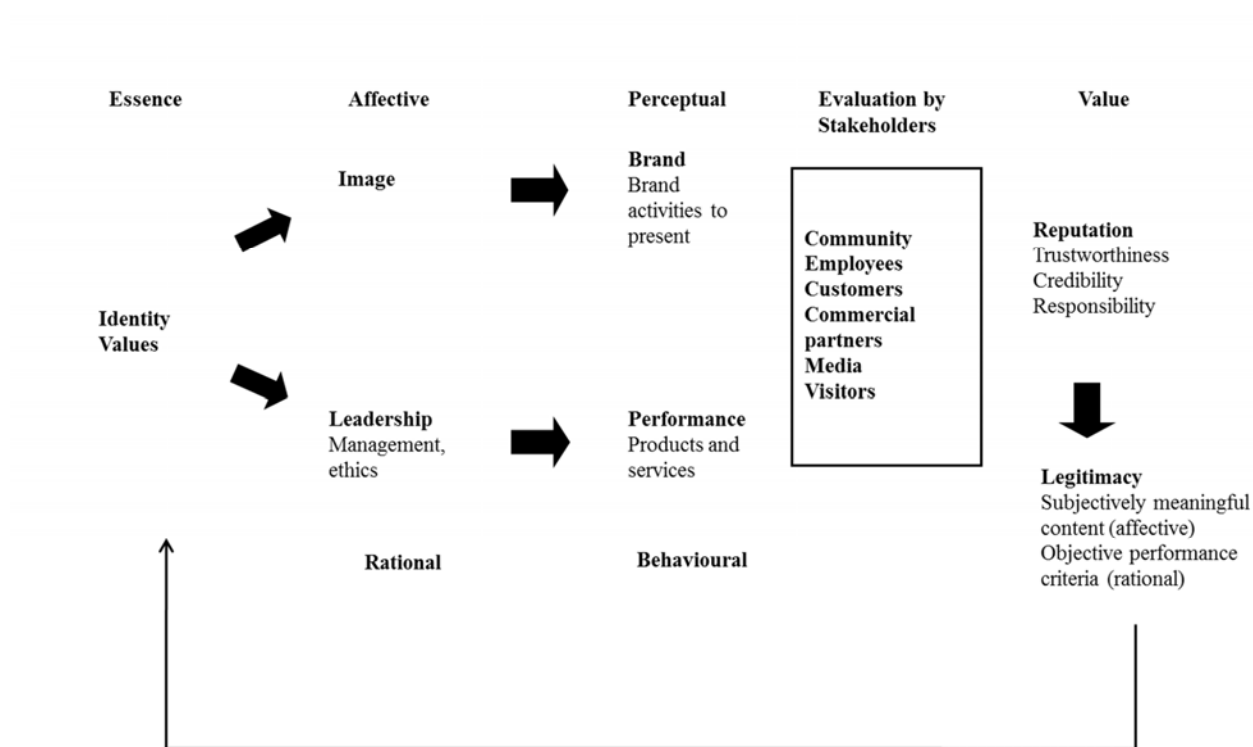 Essence
Affective
Perceptual
Evaluation by
Stakeholders
Value
Image
Brand
Brand
activities to
present
Identity
Values
Leadership
Management,
ethics
Performance
Products and
services
Community
Employees
Customers
Commercial
partners
Media
Visitors
Reputation
Trustworthiness
Credibility
Responsibility
Legitimacy
Subjectively meaningful
content (affective)
Objective performance
criteria (rational)
Rational
Behavioural